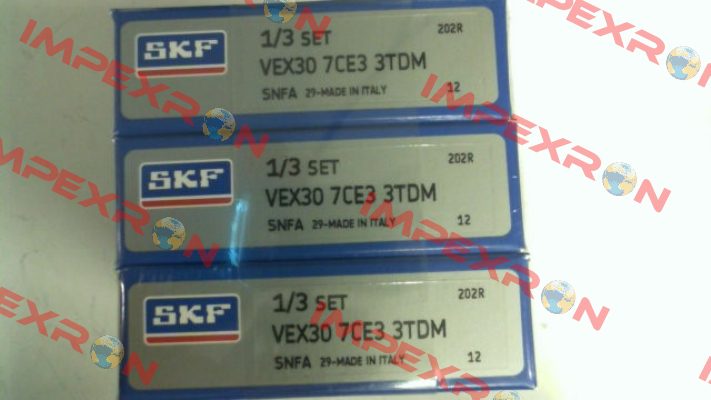 SKF
1/3 SET
202R
VEX30 7CE3 3TDM
SNFA 29-MADE IN ITALY
12
SKF
1/3 SET
202R
VEX30 7CE3 3TDM
SNFA 29-MADE IN ITALY
12
SKF
1/3 SET
202R
VEX30 7CE3 3TDM
SNFA 29-MADE IN ITALY
12
IMPEXRON
IMPEXRON
IMPEXRON
IMPEXRON
IMPEXRON